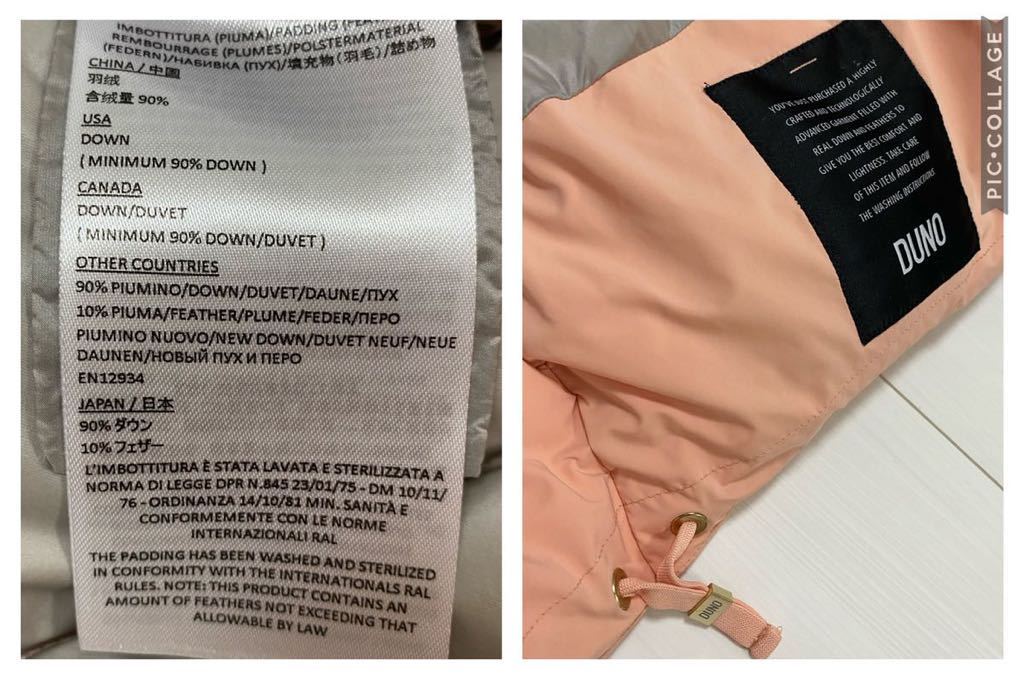 IMBOTTITURA (PIUMA)/PADDING
REMBOURRAGE (PLUMES)/POLSTERMATERIAL
(FEDERN)/НАБИВКА (ПУХ)/填充物(羽毛)/詰め物
CHINA / 中国
羽绒
含绒量 90%
USA
DOWN
( MINIMUM 90% DOWN )
CANADA
DOWN/DUVET
( MINIMUM 90% DOWN/DUVET )
OTHER COUNTRIES
90% PIUMINO/DOWN/DUVET/DAUNE/ПУХ
10% PIUMA/FEATHER/PLUME/FEDER/ПЕРО
PIUMINO NUOVO/NEW DOWN/DUVET NEUF/NEUE
DAUNEN/НОВЫЙ ПУХ И ПЕРО
EN12934
JAPAN / 日本
90% ダウン
10% フェザー
L'IMBOTTITURA È STATA LAVATA E STERILIZZATA A
NORMA DI LEGGE DPR N.845 23/01/75 - DM 10/11/
76 - ORDINANZA 14/10/81 MIN. SANITÀ E
CONFORMEMENTE CON LE NORME
INTERNAZIONALI RAL
THE PADDING HAS BEEN WASHED AND STERILIZED
IN CONFORMITY WITH THE INTERNATIONALS RAL
RULES. NOTE: THIS PRODUCT CONTAINS AN
AMOUNT OF FEATHERS NOT EXCEEDING THAT
ALLOWABLE BY LAW
YOU'VE PURCHASED A HIGHLY
CRAFTED AND TECHNOLOGICALLY
ADVANCED GARMENT FILLED WITH
REAL DOWN AND FEATHERS TO
GIVE YOU THE BEST COMFORT AND
LIGHTNESS. TAKE CARE
OF THIS ITEM AND FOLLOW
THE WASHING INSTRUCTIONS
DUNO
DUNO
PIC•COLLAGE